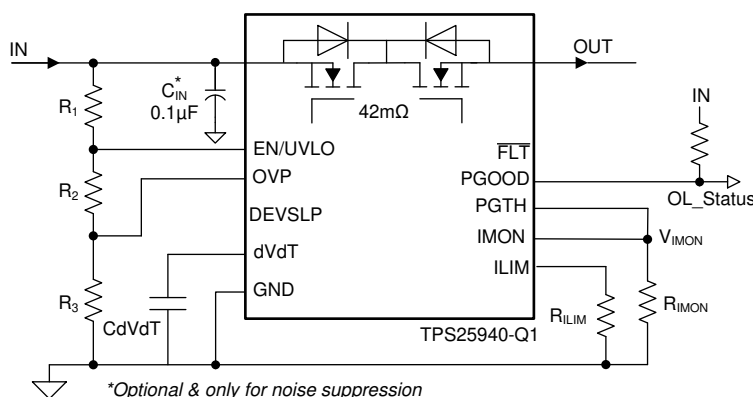 IN
OUT
R1
C*IN
0.1µF
42mΩ
IN
EN/UVLO
FLT
R2
OVP
PGOOD
OL_Status
DEVSLP
PGTH
dVdT
IMON
VIMON
ILIM
R3
GND
CdVdT
RILIM
RIMON
TPS25940-Q1
*Optional & only for noise suppression